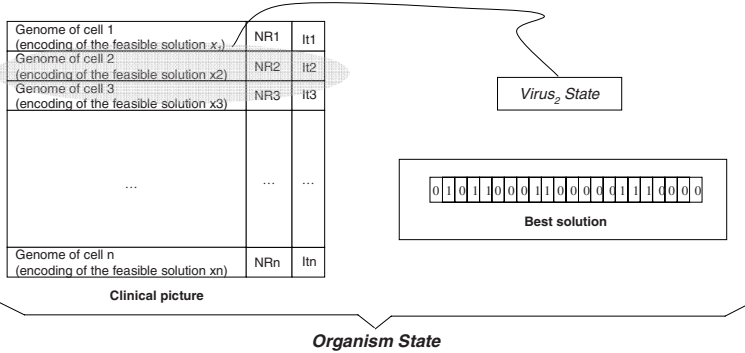 Genome of cell 1
(encoding of the feasible solution x₁)
NR1
It1
Genome of cell 2
(encoding of the feasible solution x2)
NR2
It2
Genome of cell 3
(encoding of the feasible solution x3)
NR3
It3
...
...
...
Genome of cell n
(encoding of the feasible solution xn)
NRn
Itn
Clinical picture
Virus₂ State
0 1 0 1 1 0 0 0 1 1 0 0 0 0 0 1 1 1 0 0 0 0
Best solution
Organism State